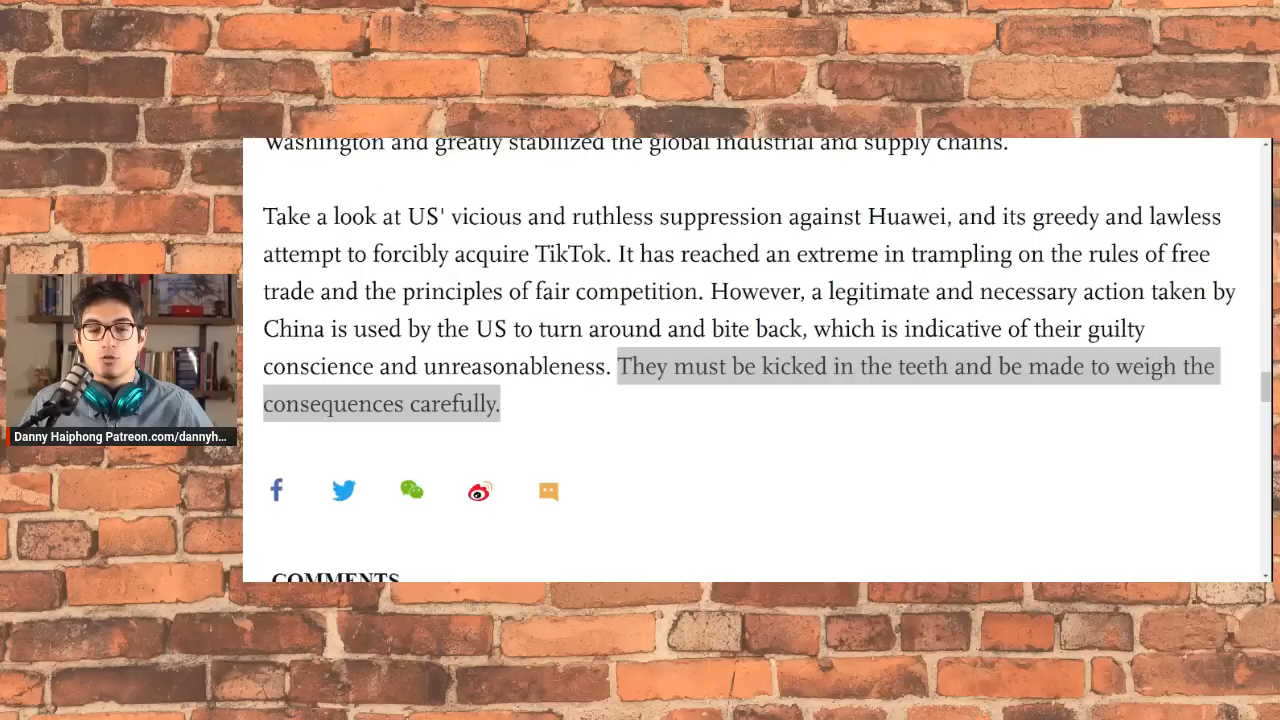 Washington and greatly stabilized the global industrial and supply chains.
Take a look at US' vicious and ruthless suppression against Huawei, and its greedy and lawless
attempt to forcibly acquire TikTok. It has reached an extreme in trampling on the rules of free
trade and the principles of fair competition. However, a legitimate and necessary action taken by
China is used by the US to turn around and bite back, which is indicative of their guilty
conscience and unreasonableness. They must be kicked in the teeth and be made to weigh the
consequences carefully.
Danny Haiphong Patreon.com/dannyh...
COMMENTS